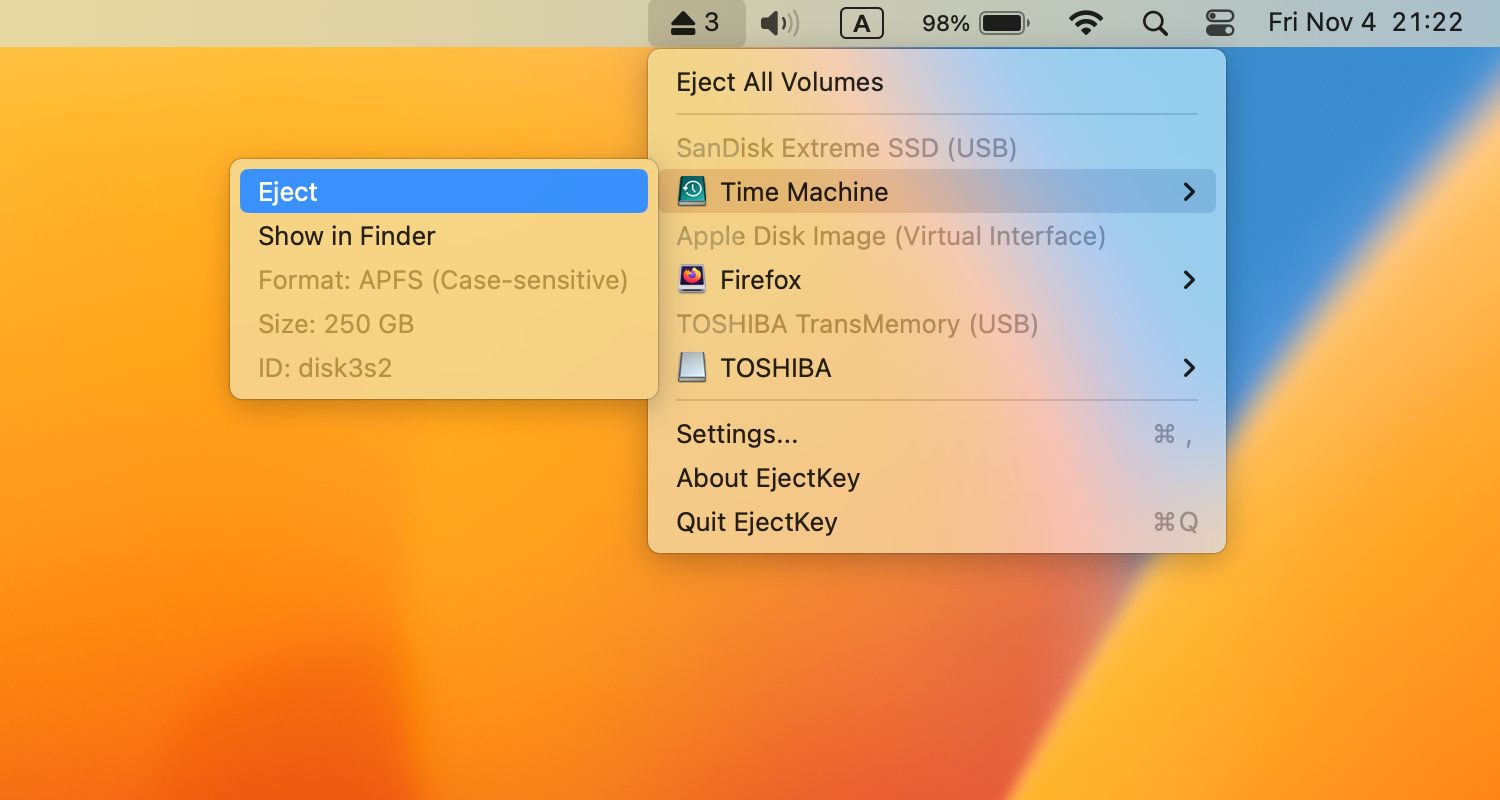 3 A 98% Fri Nov 4 21:22
Eject All Volumes
SanDisk Extreme SSD (USB)
Time Machine
Apple Disk Image (Virtual Interface)
Firefox
TOSHIBA TransMemory (USB)
TOSHIBA
Settings...
⌘ ,
About EjectKey
Quit EjectKey
⌘Q
Eject
Show in Finder
Format: APFS (Case-sensitive)
Size: 250 GB
ID: disk3s2